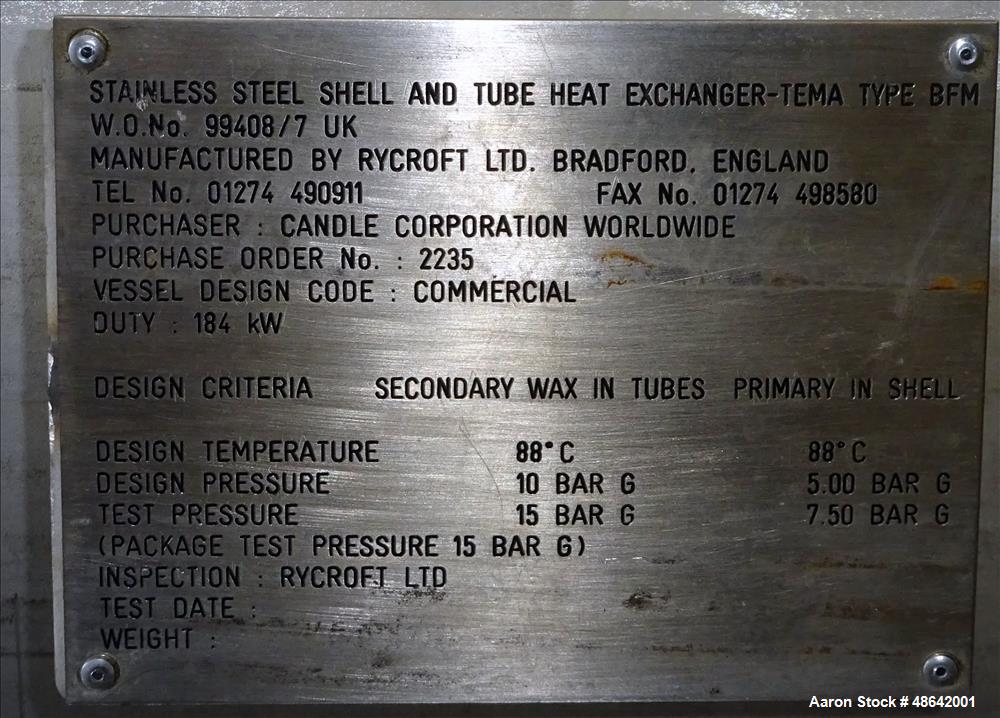 STAINLESS STEEL SHELL AND TUBE HEAT EXCHANGER-TEMA TYPE BFM
W.O.No. 99408/7 UK
MANUFACTURED BY RYCROFT LTD. BRADFORD. ENGLAND
TEL No. 01274 490911 FAX No. 01274 498580
PURCHASER : CANDLE CORPORATION WORLDWIDE
PURCHASE ORDER No. : 2235
VESSEL DESIGN CODE : COMMERCIAL
DUTY : 184 kW
DESIGN CRITERIA SECONDARY WAX IN TUBES PRIMARY IN SHELL
DESIGN TEMPERATURE 88°C 88°C
DESIGN PRESSURE 10 BAR G 5.00 BAR G
TEST PRESSURE 15 BAR G 7.50 BAR G
(PACKAGE TEST PRESSURE 15 BAR G)
INSPECTION : RYCROFT LTD
TEST DATE :
WEIGHT :
Aaron Stock # 48642001